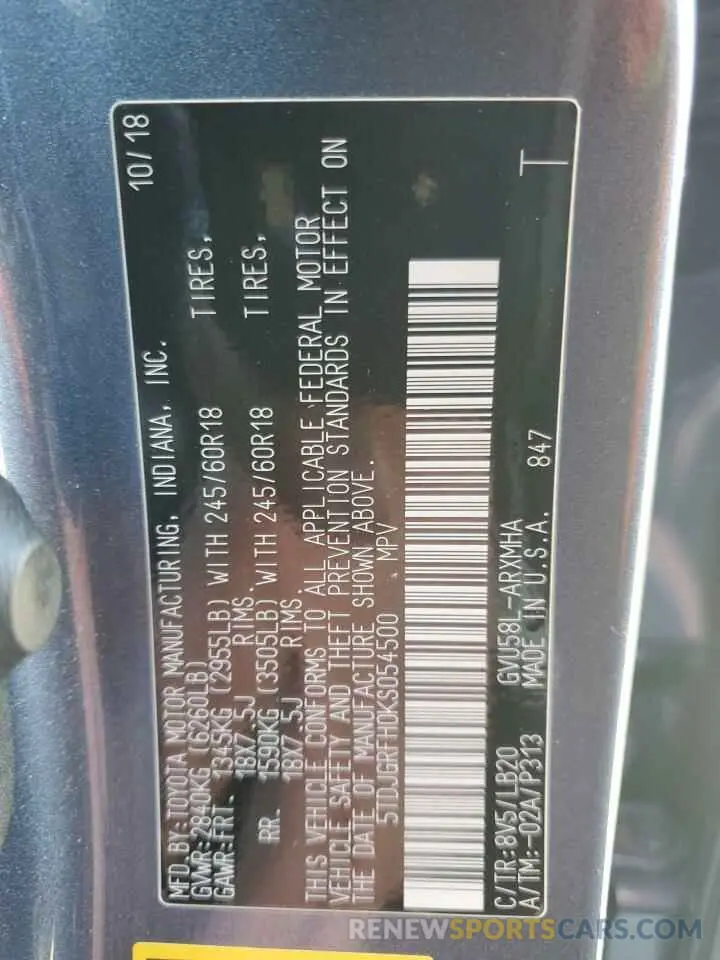 MFD.BY:TOYOTA MOTOR MANUFACTURING, INDIANA, INC. 10/18
GVWR:2840KG (6260LB)
GAWR:FRT. 1345KG (2955LB) WITH 245/60R18 TIRES,
18X7.5J RIMS.
RR. 1590KG (3505LB) WITH 245/60R18 TIRES,
18X7.5J RIMS.
THIS VEHICLE CONFORMS TO ALL APPLICABLE FEDERAL MOTOR
VEHICLE SAFETY AND THEFT PREVENTION STANDARDS IN EFFECT ON
THE DATE OF MANUFACTURE SHOWN ABOVE.
5TDJGRFH0KS054500 MPV
C/TR:8V5/LB20 GVU58L-ARXMHA T
A/TM:-02A/P313 MADE IN U.S.A. 847
RENEWSPORTSCARS.COM